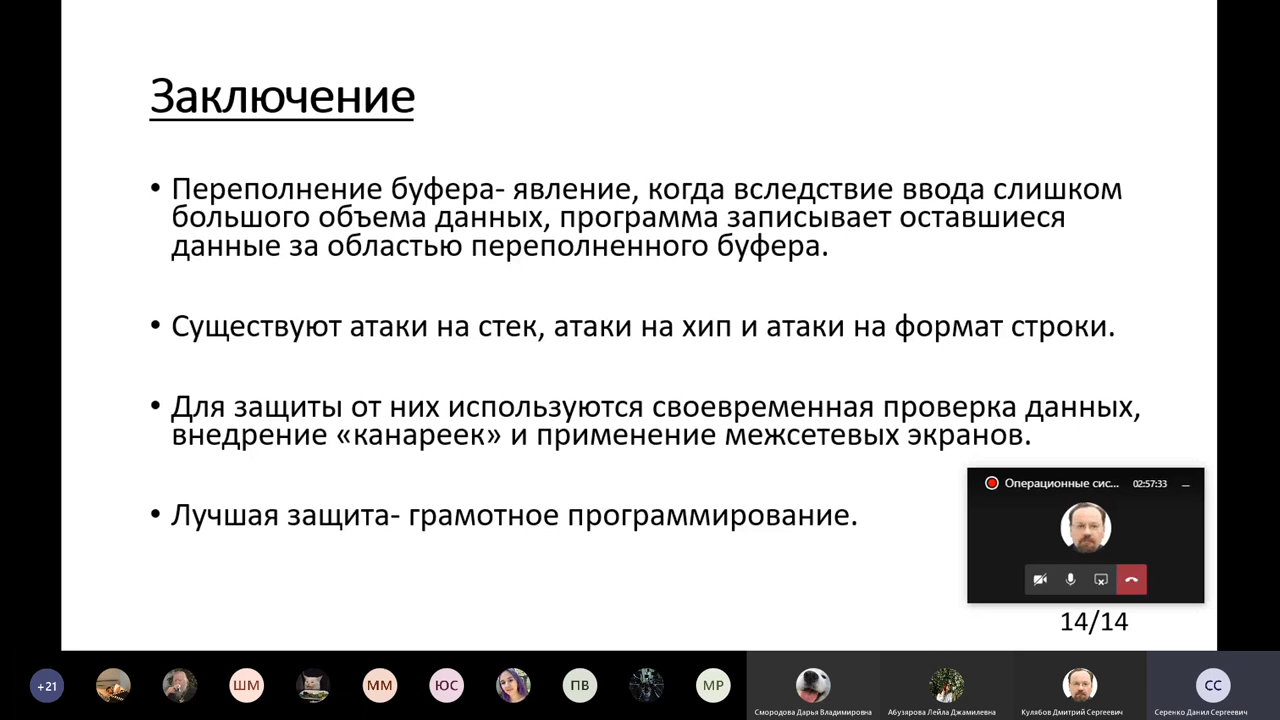 Заключение
• Переполнение буфера- явление, когда вследствие ввода слишком
большого объема данных, программа записывает оставшиеся
данные за областью переполненного буфера.
• Существуют атаки на стек, атаки на хип и атаки на формат строки.
• Для защиты от них используются своевременная проверка данных,
внедрение «канареек» и применение межсетевых экранов.
• Лучшая защита- грамотное программирование.
Операционные сис... 02:57:33
14/14
+21 ШМ ММ ЮС ПВ МР СС
Смородова Дарья Владимировна Абузярова Лейла Джамилевна Кулябов Дмитрий Сергеевич Серенко Данил Сергеевич